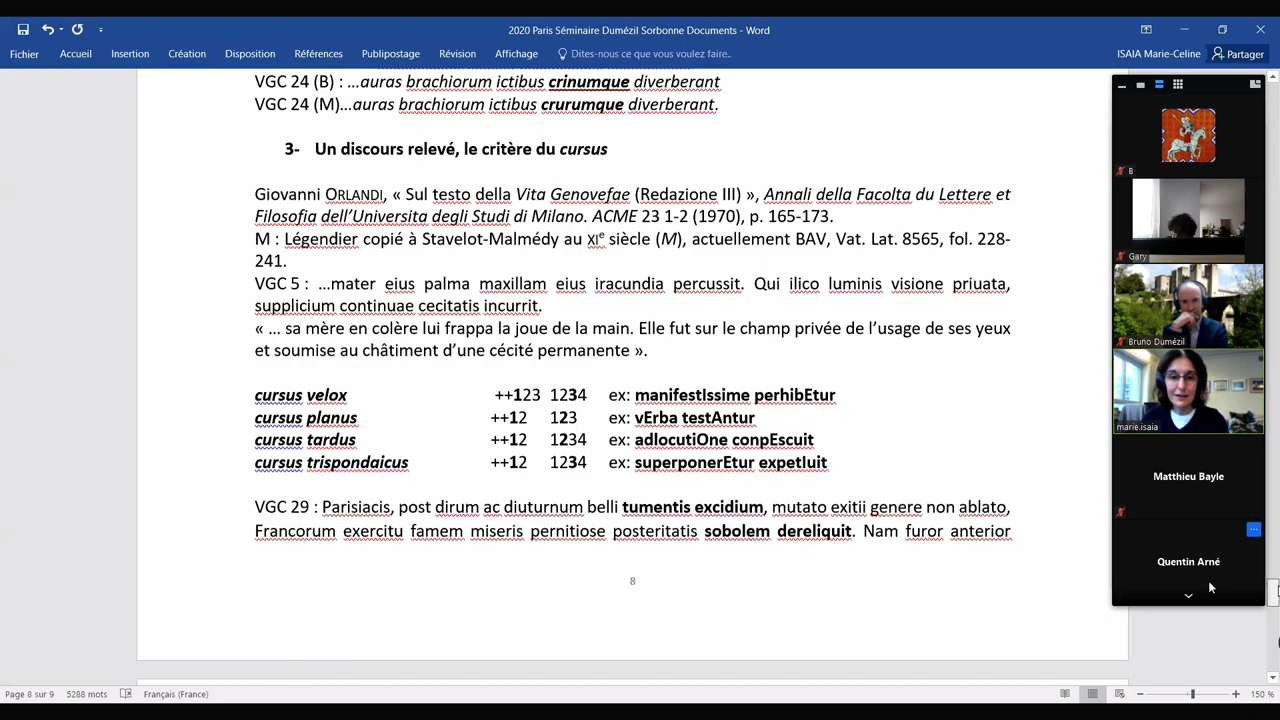 2020 Paris Séminaire Dumézil Sorbonne Documents - Word
Fichier Accueil Insertion Création Disposition Références Publipostage Révision Affichage Dites-nous ce que vous voulez faire.. ISAIA Marie-Celine Partager
VGC 24 (B) : …auras brachiorum ictibus crinumque diverberant
VGC 24 (M)…auras brachiorum ictibus crurumque diverberant.
3- Un discours relevé, le critère du cursus
Giovanni ORLANDI, « Sul testo della Vita Genovefae (Redazione III) », Annali della Facolta du Lettere et
Filosofia dell’Universita degli Studi di Milano. ACME 23 1-2 (1970), p. 165-173.
M : Légendier copié à Stavelot-Malmédy au XIe siècle (M), actuellement BAV, Vat. Lat. 8565, fol. 228-
241.
VGC 5 : …mater eius palma maxillam eius iracundia percussit. Qui ilico luminis visione priuata,
supplicium continuae cecitatis incurrit.
« … sa mère en colère lui frappa la joue de la main. Elle fut sur le champ privée de l’usage de ses yeux
et soumise au châtiment d’une cécité permanente ».
cursus velox ++123 1234 ex: manifestIssime perhibEtur
cursus planus ++12 123 ex: vErba testAntur
cursus tardus ++12 1234 ex: adlocutiOne conpEscuit
cursus trispondaicus ++12 1234 ex: superponerEtur expetIuit
VGC 29 : Parisiacis, post dirum ac diuturnum belli tumentis excidium, mutato exitii genere non ablato,
Francorum exercitu famem miseris pernitiose posteritatis sobolem dereliquit. Nam furor anterior
8
B
Gary
Bruno Dumézil
marie.isaia
Matthieu Bayle
Quentin Arné
Page 8 sur 9 5288 mots Français (France) 150 %